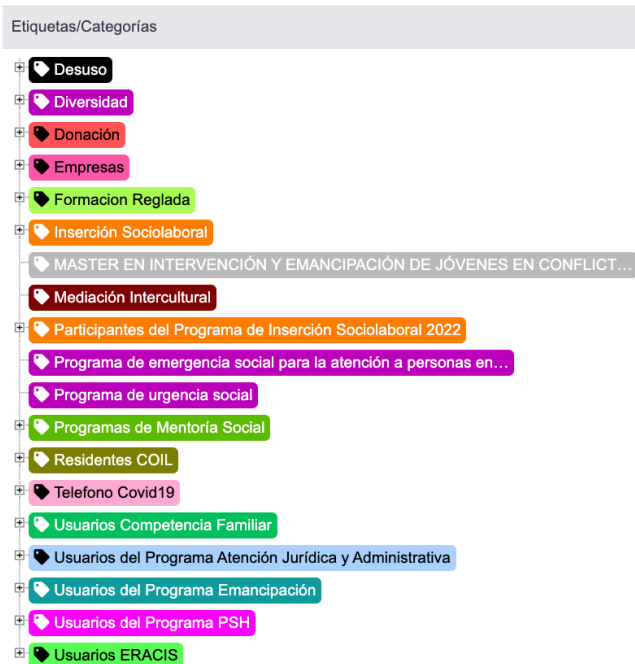 Etiquetas/Categorías
Desuso
Diversidad
Donación
Empresas
Formacion Reglada
Inserción Sociolaboral
MASTER EN INTERVENCIÓN Y EMANCIPACIÓN DE JÓVENES EN CONFLICT...
Mediación Intercultural
Participantes del Programa de Inserción Sociolaboral 2022
Programa de emergencia social para la atención a personas en...
Programa de urgencia social
Programas de Mentoría Social
Residentes COIL
Telefono Covid19
Usuarios Competencia Familiar
Usuarios del Programa Atención Jurídica y Administrativa
Usuarios del Programa Emancipación
Usuarios del Programa PSH
Usuarios ERACIS